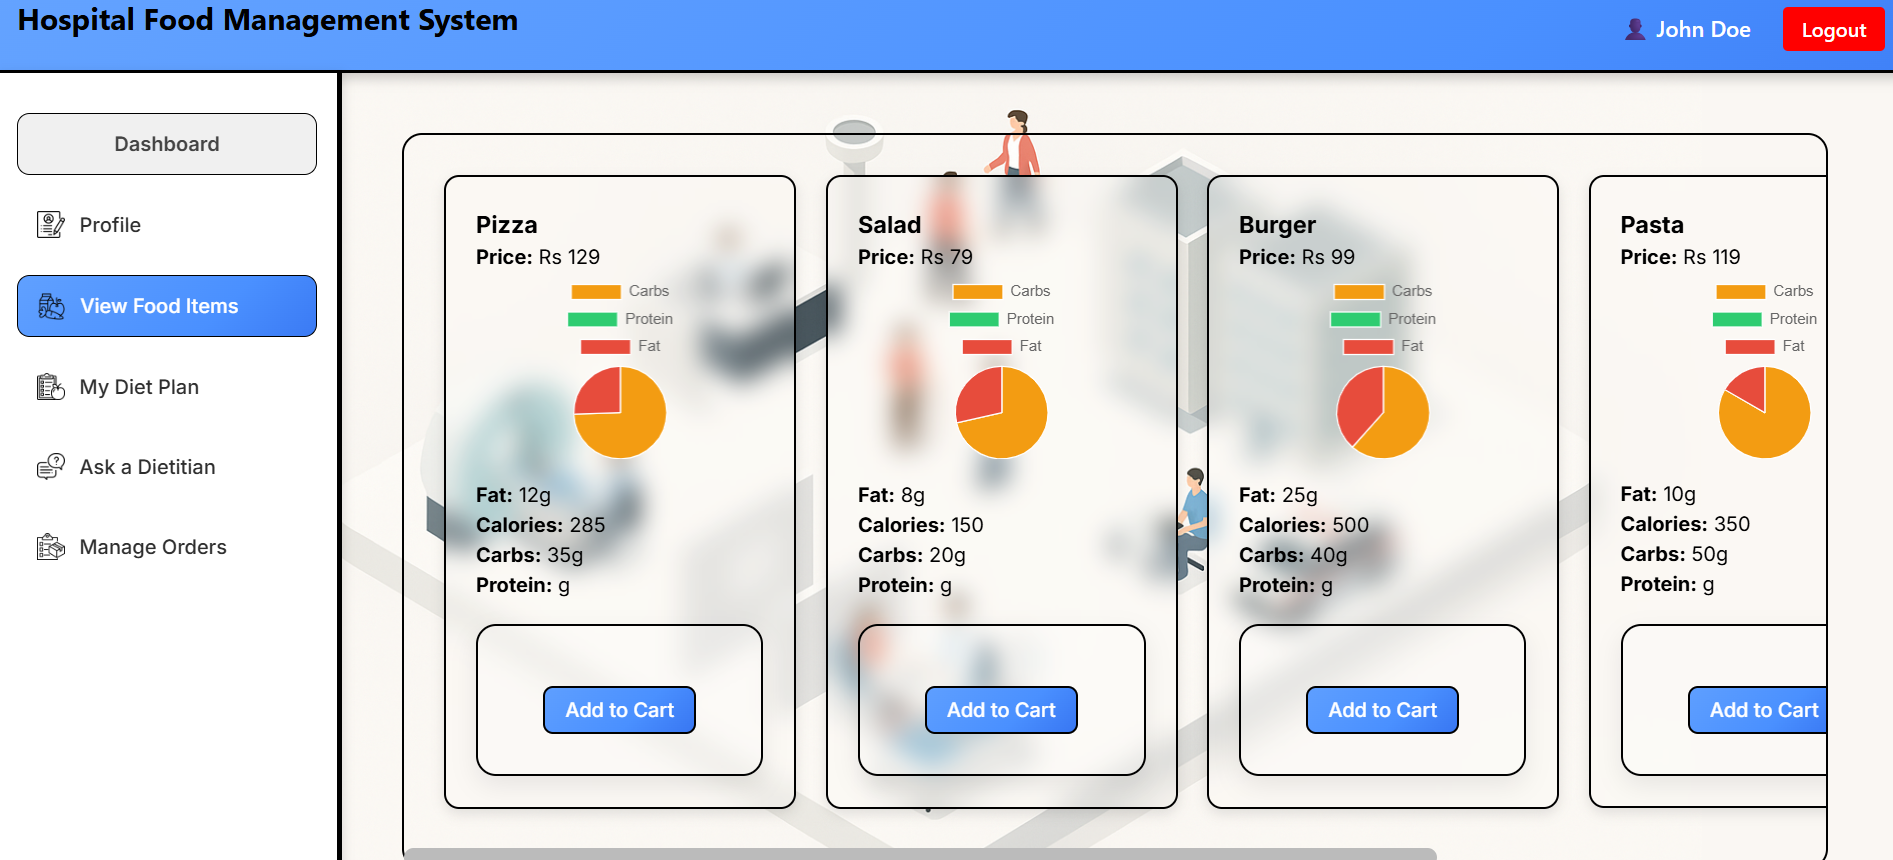 Hospital Food Management System
John Doe
Logout
Dashboard
Profile
View Food Items
My Diet Plan
Ask a Dietitian
Manage Orders
Pizza
Price: Rs 129
Carbs
Protein
Fat
Fat: 12g
Calories: 285
Carbs: 35g
Protein: g
Add to Cart
Salad
Price: Rs 79
Carbs
Protein
Fat
Fat: 8g
Calories: 150
Carbs: 20g
Protein: g
Add to Cart
Burger
Price: Rs 99
Carbs
Protein
Fat
Fat: 25g
Calories: 500
Carbs: 40g
Protein: g
Add to Cart
Pasta
Price: Rs 119
Carbs
Protein
Fat
Fat: 10g
Calories: 350
Carbs: 50g
Protein: g
Add to Cart